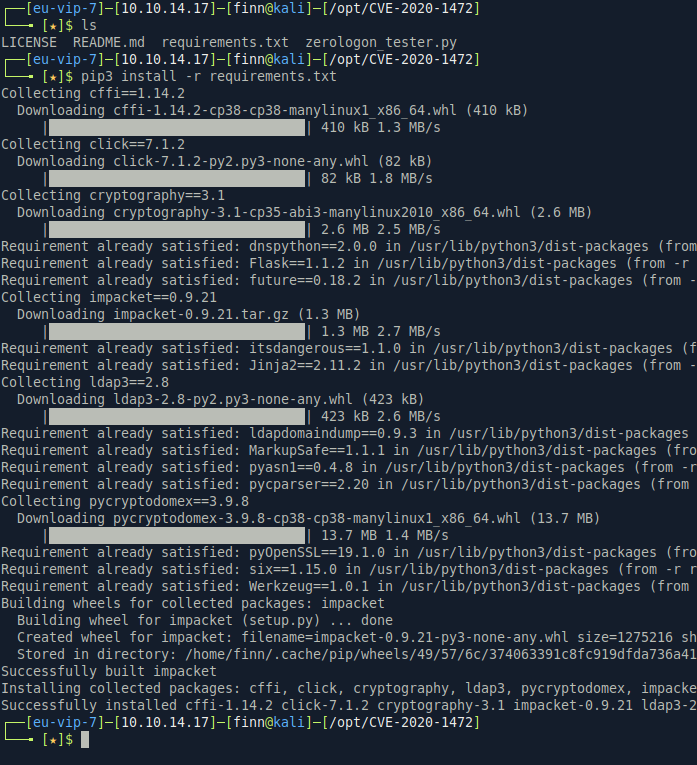 [eu-vip-7]—[10.10.14.17]—[finn@kali]—[/opt/CVE-2020-1472]
[★]$ ls
LICENSE  README.md  requirements.txt  zerologon_tester.py
[eu-vip-7]—[10.10.14.17]—[finn@kali]—[/opt/CVE-2020-1472]
[★]$ pip3 install -r requirements.txt
Collecting cffi==1.14.2
  Downloading cffi-1.14.2-cp38-cp38-manylinux1_x86_64.whl (410 kB)
     |████████████████████████████████| 410 kB 1.3 MB/s
Collecting click==7.1.2
  Downloading click-7.1.2-py2.py3-none-any.whl (82 kB)
     |████████████████████████████████| 82 kB 1.8 MB/s
Collecting cryptography==3.1
  Downloading cryptography-3.1-cp35-abi3-manylinux2010_x86_64.whl (2.6 MB)
     |████████████████████████████████| 2.6 MB 2.5 MB/s
Requirement already satisfied: dnspython==2.0.0 in /usr/lib/python3/dist-packages (from
Requirement already satisfied: Flask==1.1.2 in /usr/lib/python3/dist-packages (from -r
Requirement already satisfied: future==0.18.2 in /usr/lib/python3/dist-packages (from -
Collecting impacket==0.9.21
  Downloading impacket-0.9.21.tar.gz (1.3 MB)
     |████████████████████████████████| 1.3 MB 2.7 MB/s
Requirement already satisfied: itsdangerous==1.1.0 in /usr/lib/python3/dist-packages (f
Requirement already satisfied: Jinja2==2.11.2 in /usr/lib/python3/dist-packages (from -
Collecting ldap3==2.8
  Downloading ldap3-2.8-py2.py3-none-any.whl (423 kB)
     |████████████████████████████████| 423 kB 2.6 MB/s
Requirement already satisfied: ldapdomaindump==0.9.3 in /usr/lib/python3/dist-packages
Requirement already satisfied: MarkupSafe==1.1.1 in /usr/lib/python3/dist-packages (fro
Requirement already satisfied: pyasn1==0.4.8 in /usr/lib/python3/dist-packages (from -r
Requirement already satisfied: pycparser==2.20 in /usr/lib/python3/dist-packages (from
Collecting pycryptodomex==3.9.8
  Downloading pycryptodomex-3.9.8-cp38-cp38-manylinux1_x86_64.whl (13.7 MB)
     |████████████████████████████████| 13.7 MB 1.4 MB/s
Requirement already satisfied: pyOpenSSL==19.1.0 in /usr/lib/python3/dist-packages (fro
Requirement already satisfied: six==1.15.0 in /usr/lib/python3/dist-packages (from -r r
Requirement already satisfied: Werkzeug==1.0.1 in /usr/lib/python3/dist-packages (from
Building wheels for collected packages: impacket
  Building wheel for impacket (setup.py) ... done
  Created wheel for impacket: filename=impacket-0.9.21-py3-none-any.whl size=1275216 sh
  Stored in directory: /home/finn/.cache/pip/wheels/49/57/6c/374063391c8fc919dfda736a41
Successfully built impacket
Installing collected packages: cffi, click, cryptography, ldap3, pycryptodomex, impacke
Successfully installed cffi-1.14.2 click-7.1.2 cryptography-3.1 impacket-0.9.21 ldap3-2
[eu-vip-7]—[10.10.14.17]—[finn@kali]—[/opt/CVE-2020-1472]
[★]$